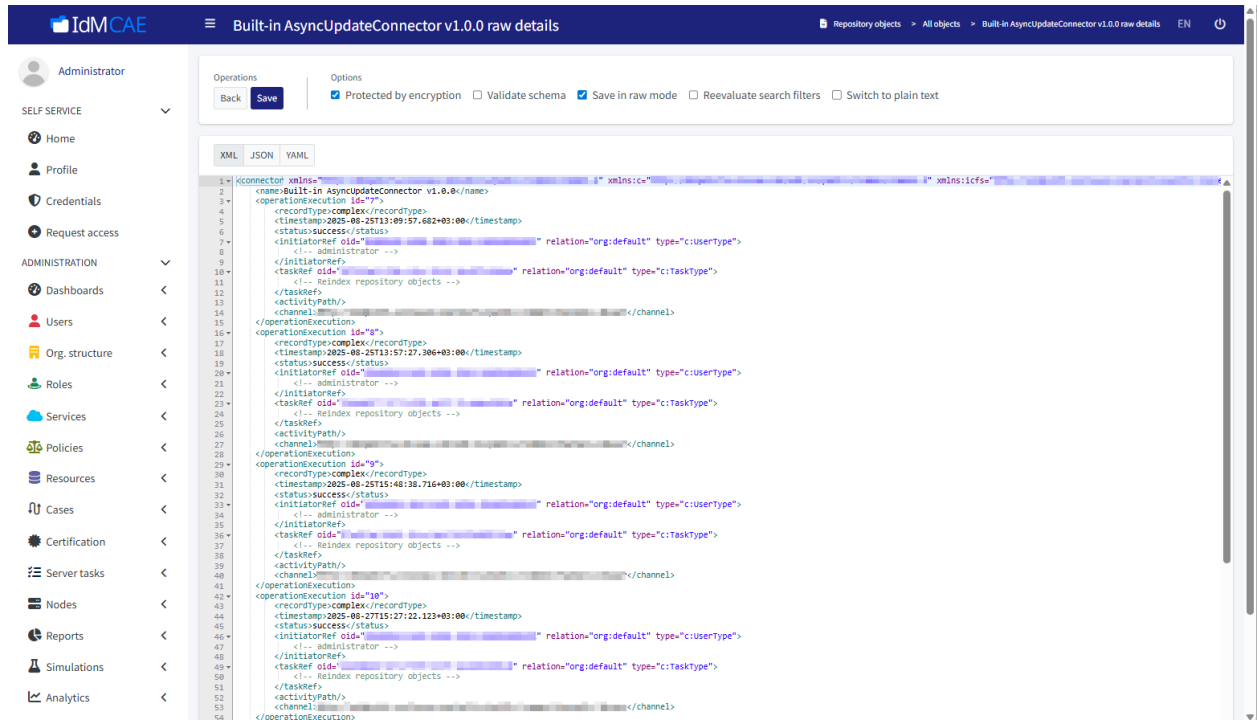 IdMCAE
Built-in AsyncUpdateConnector v1.0.0 raw details
Repository objects > All objects > Built-in AsyncUpdateConnector v1.0.0 raw details
EN
Administrator
SELF SERVICE
Home
Profile
Credentials
Request access
ADMINISTRATION
Dashboards
Users
Org. structure
Roles
Services
Policies
Resources
Cases
Certification
Server tasks
Nodes
Reports
Simulations
Analytics
Operations
Back Save
Options
Protected by encryption Validate schema Save in raw mode Reevaluate search filters Switch to plain text
XML JSON YAML
1 <connector xmlns=" " xmlns:c=" " xmlns:icfs="
2 <name>Built-in AsyncUpdateConnector v1.0.0</name>
3 <operationExecution id="7">
4 <recordType>complex</recordType>
5 <timestamp>2025-08-25T13:09:57.682+03:00</timestamp>
6 <status>success</status>
7 <initiatorRef oid=" " relation="org:default" type="c:UserType">
8 <!-- administrator -->
9 </initiatorRef>
10 <taskRef oid=" " relation="org:default" type="c:TaskType">
11 <!-- Reindex repository objects -->
12 </taskRef>
13 <activityPath/>
14 <channel> </channel>
15 </operationExecution>
16 <operationExecution id="8">
17 <recordType>complex</recordType>
18 <timestamp>2025-08-25T13:57:27.306+03:00</timestamp>
19 <status>success</status>
20 <initiatorRef oid=" " relation="org:default" type="c:UserType">
21 <!-- administrator -->
22 </initiatorRef>
23 <taskRef oid=" " relation="org:default" type="c:TaskType">
24 <!-- Reindex repository objects -->
25 </taskRef>
26 <activityPath/>
27 <channel> </channel>
28 </operationExecution>
29 <operationExecution id="9">
30 <recordType>complex</recordType>
31 <timestamp>2025-08-25T15:48:38.716+03:00</timestamp>
32 <status>success</status>
33 <initiatorRef oid=" " relation="org:default" type="c:UserType">
34 <!-- administrator -->
35 </initiatorRef>
36 <taskRef oid=" " relation="org:default" type="c:TaskType">
37 <!-- Reindex repository objects -->
38 </taskRef>
39 <activityPath/>
40 <channel> </channel>
41 </operationExecution>
42 <operationExecution id="10">
43 <recordType>complex</recordType>
44 <timestamp>2025-08-27T15:27:22.123+03:00</timestamp>
45 <status>success</status>
46 <initiatorRef oid=" " relation="org:default" type="c:UserType">
47 <!-- administrator -->
48 </initiatorRef>
49 <taskRef oid=" " relation="org:default" type="c:TaskType">
50 <!-- Reindex repository objects -->
51 </taskRef>
52 <activityPath/>
53 <channel> </channel>
54 </operationExecution>